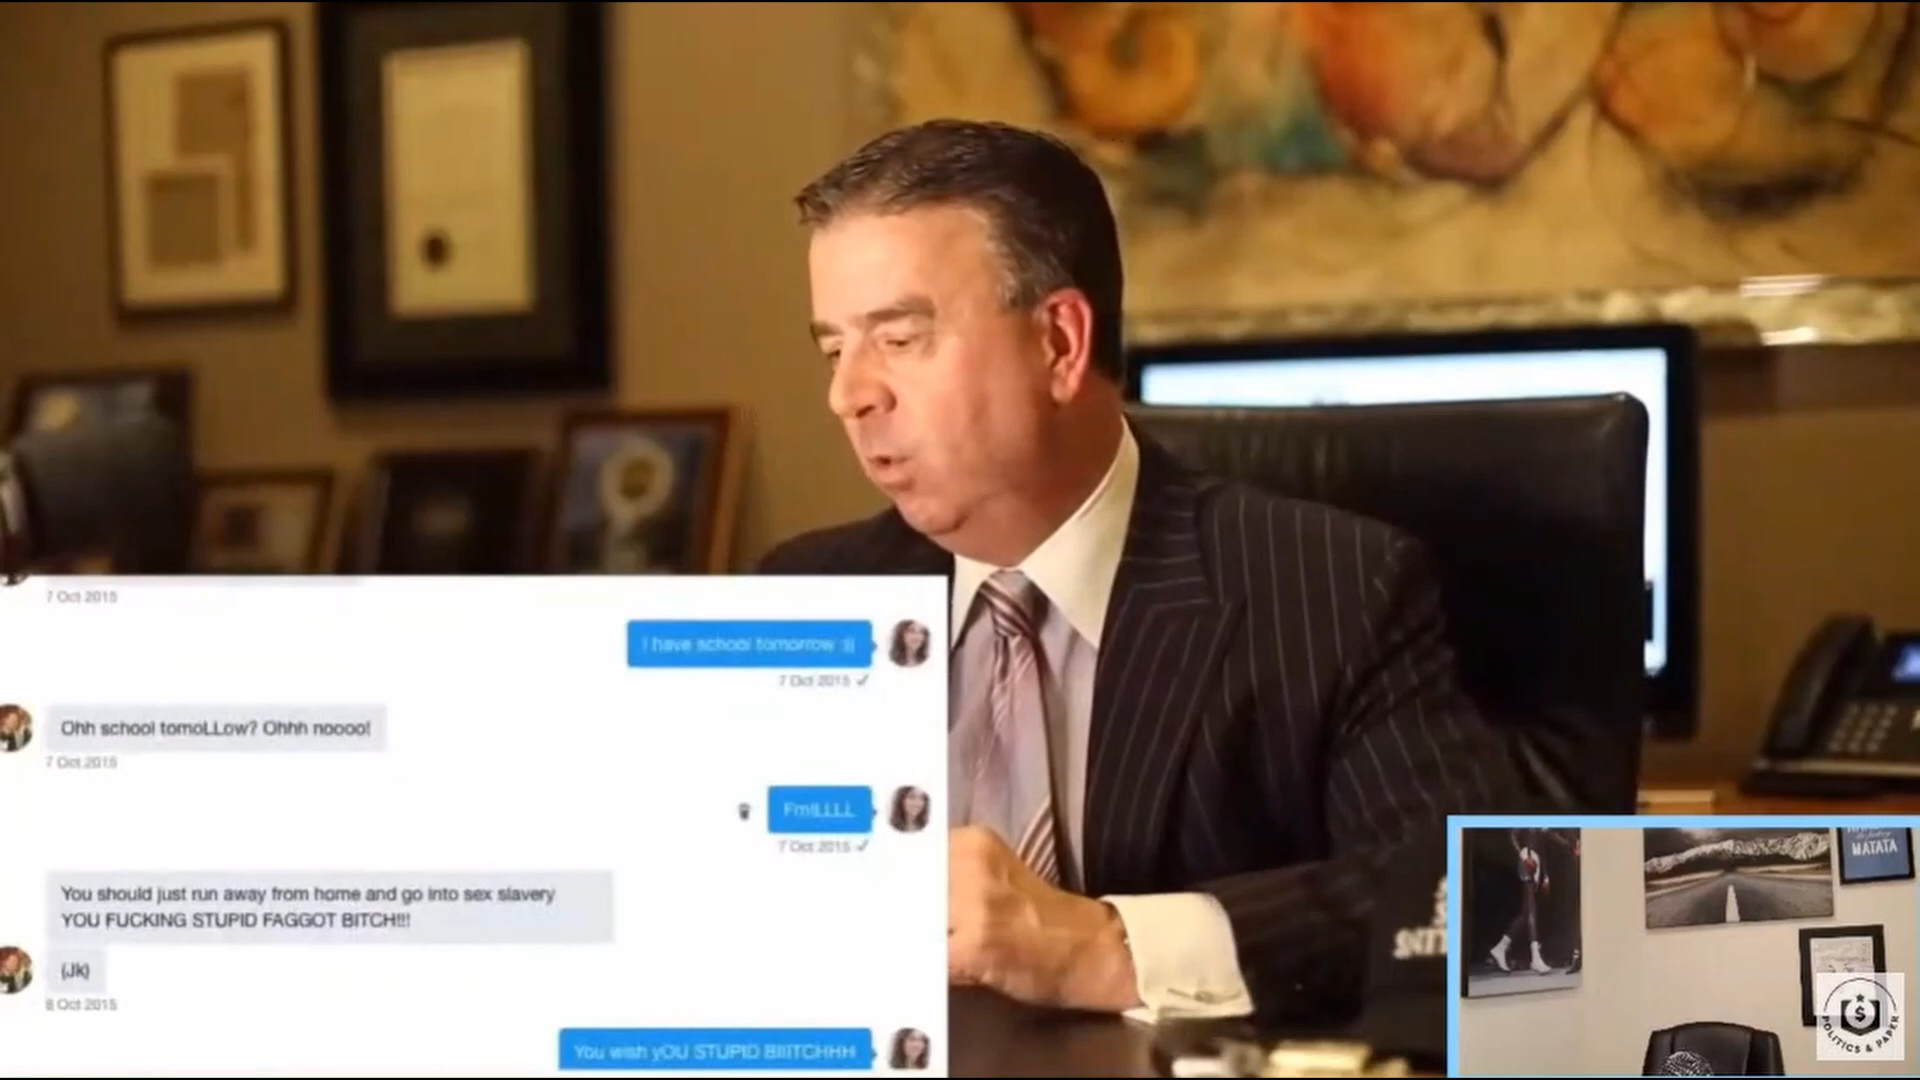 7 Oct 2015
I have school tomorrow :((
7 Oct 2015
Ohh school tomoLLow? Ohhh noooo!
7 Oct 2015
FmlLLLL
7 Oct 2015
You should just run away from home and go into sex slavery
YOU FUCKING STUPID FAGGOT BITCH!!!
(Jk)
8 Oct 2015
You wish yOU STUPID BIIITCHHH
MATATA
POLITICS & PAPER